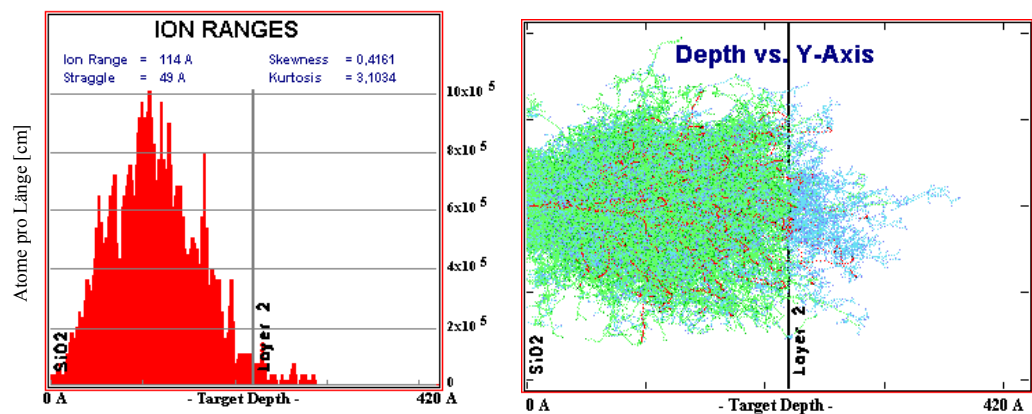 ION RANGES
Ion Range = 114 A Skewness = 0,4161
Straggle = 49 A Kurtosis = 3,1034
Atome pro Länge [cm]
10x10 5
8x10 5
6x10 5
4x10 5
2x10 5
0
SiO2
Layer 2
0 A - Target Depth - 420 A
Depth vs. Y-Axis
SiO2
Layer 2
0 A - Target Depth - 420 A